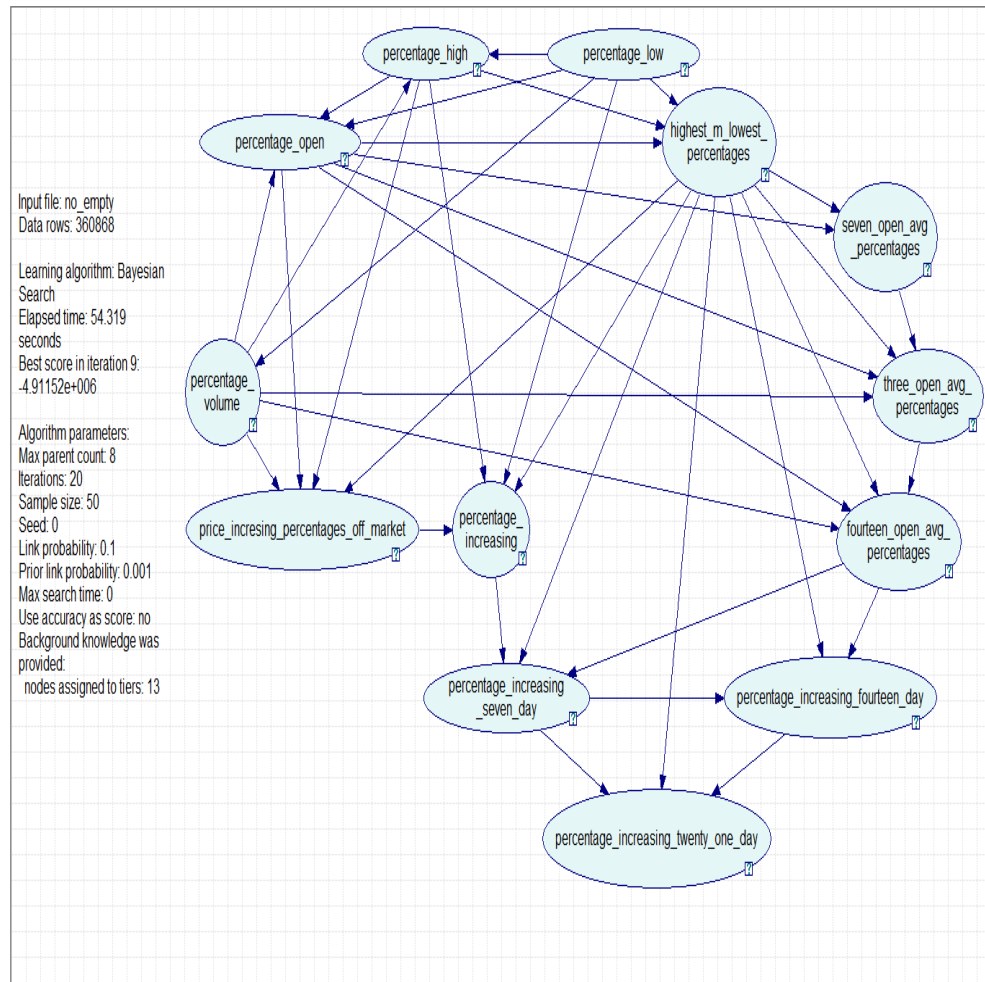 percentage_high
percentage_low
highest_m_lowest_
percentages
percentage_open
seven_open_avg
_percentages
Input file: no_empty
Data rows: 360868
Learning algorithm: Bayesian
Search
Elapsed time: 54.319
seconds
Best score in iteration 9:
-4.91152e+006
Algorithm parameters:
Max parent count: 8
Iterations: 20
Sample size: 50
Seed: 0
Link probability: 0.1
Prior link probability: 0.001
Max search time: 0
Use accuracy as score: no
Background knowledge was
provided:
nodes assigned to tiers: 13
percentage_
volume
three_open_avg_
percentages
price_incresing_percentages_off_market
percentage_
increasing
fourteen_open_avg_
percentages
percentage_increasing
_seven_day
percentage_increasing_fourteen_day
percentage_increasing_twenty_one_day